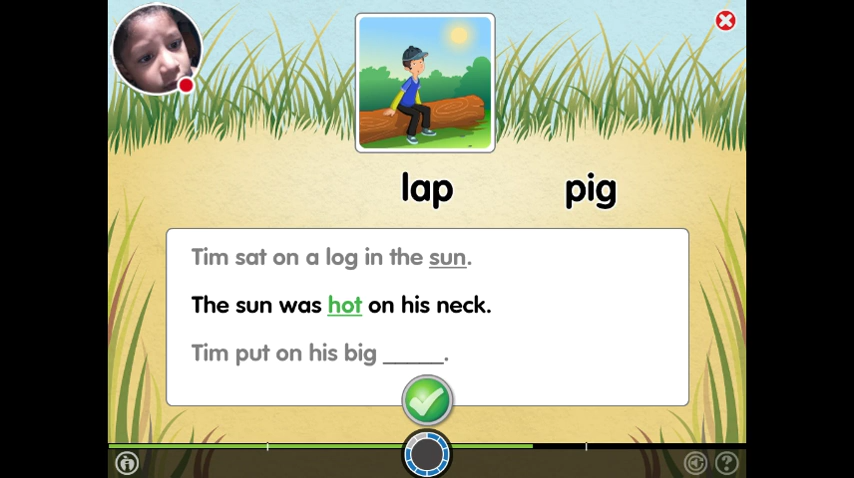 lap pig
Tim sat on a log in the sun.
The sun was hot on his neck.
Tim put on his big _____.
?